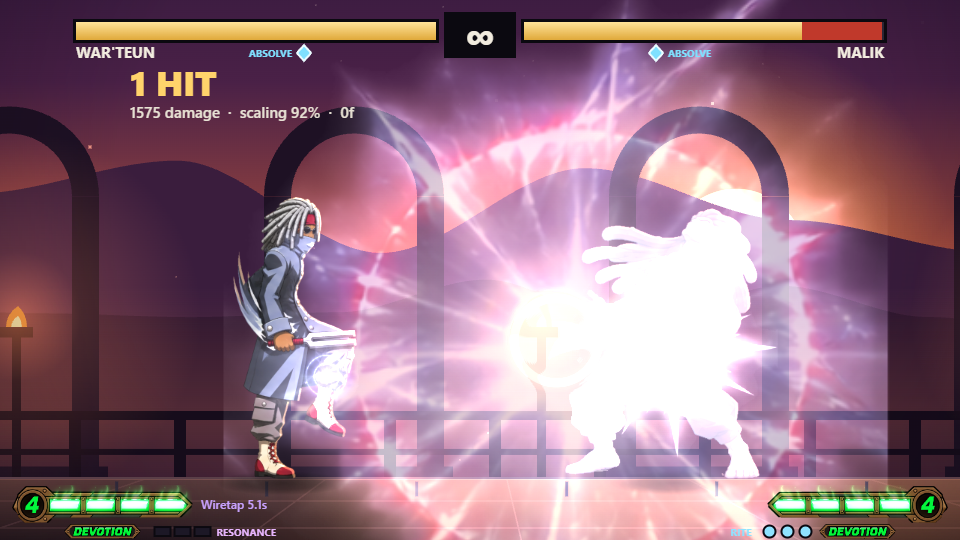 ∞
WAR'TEUN
ABSOLVE
ABSOLVE
MALIK
1 HIT
1575 damage · scaling 92% · 0f
4
Wiretap 5.1s
4
DEVOTION
RESONANCE
RITE
DEVOTION